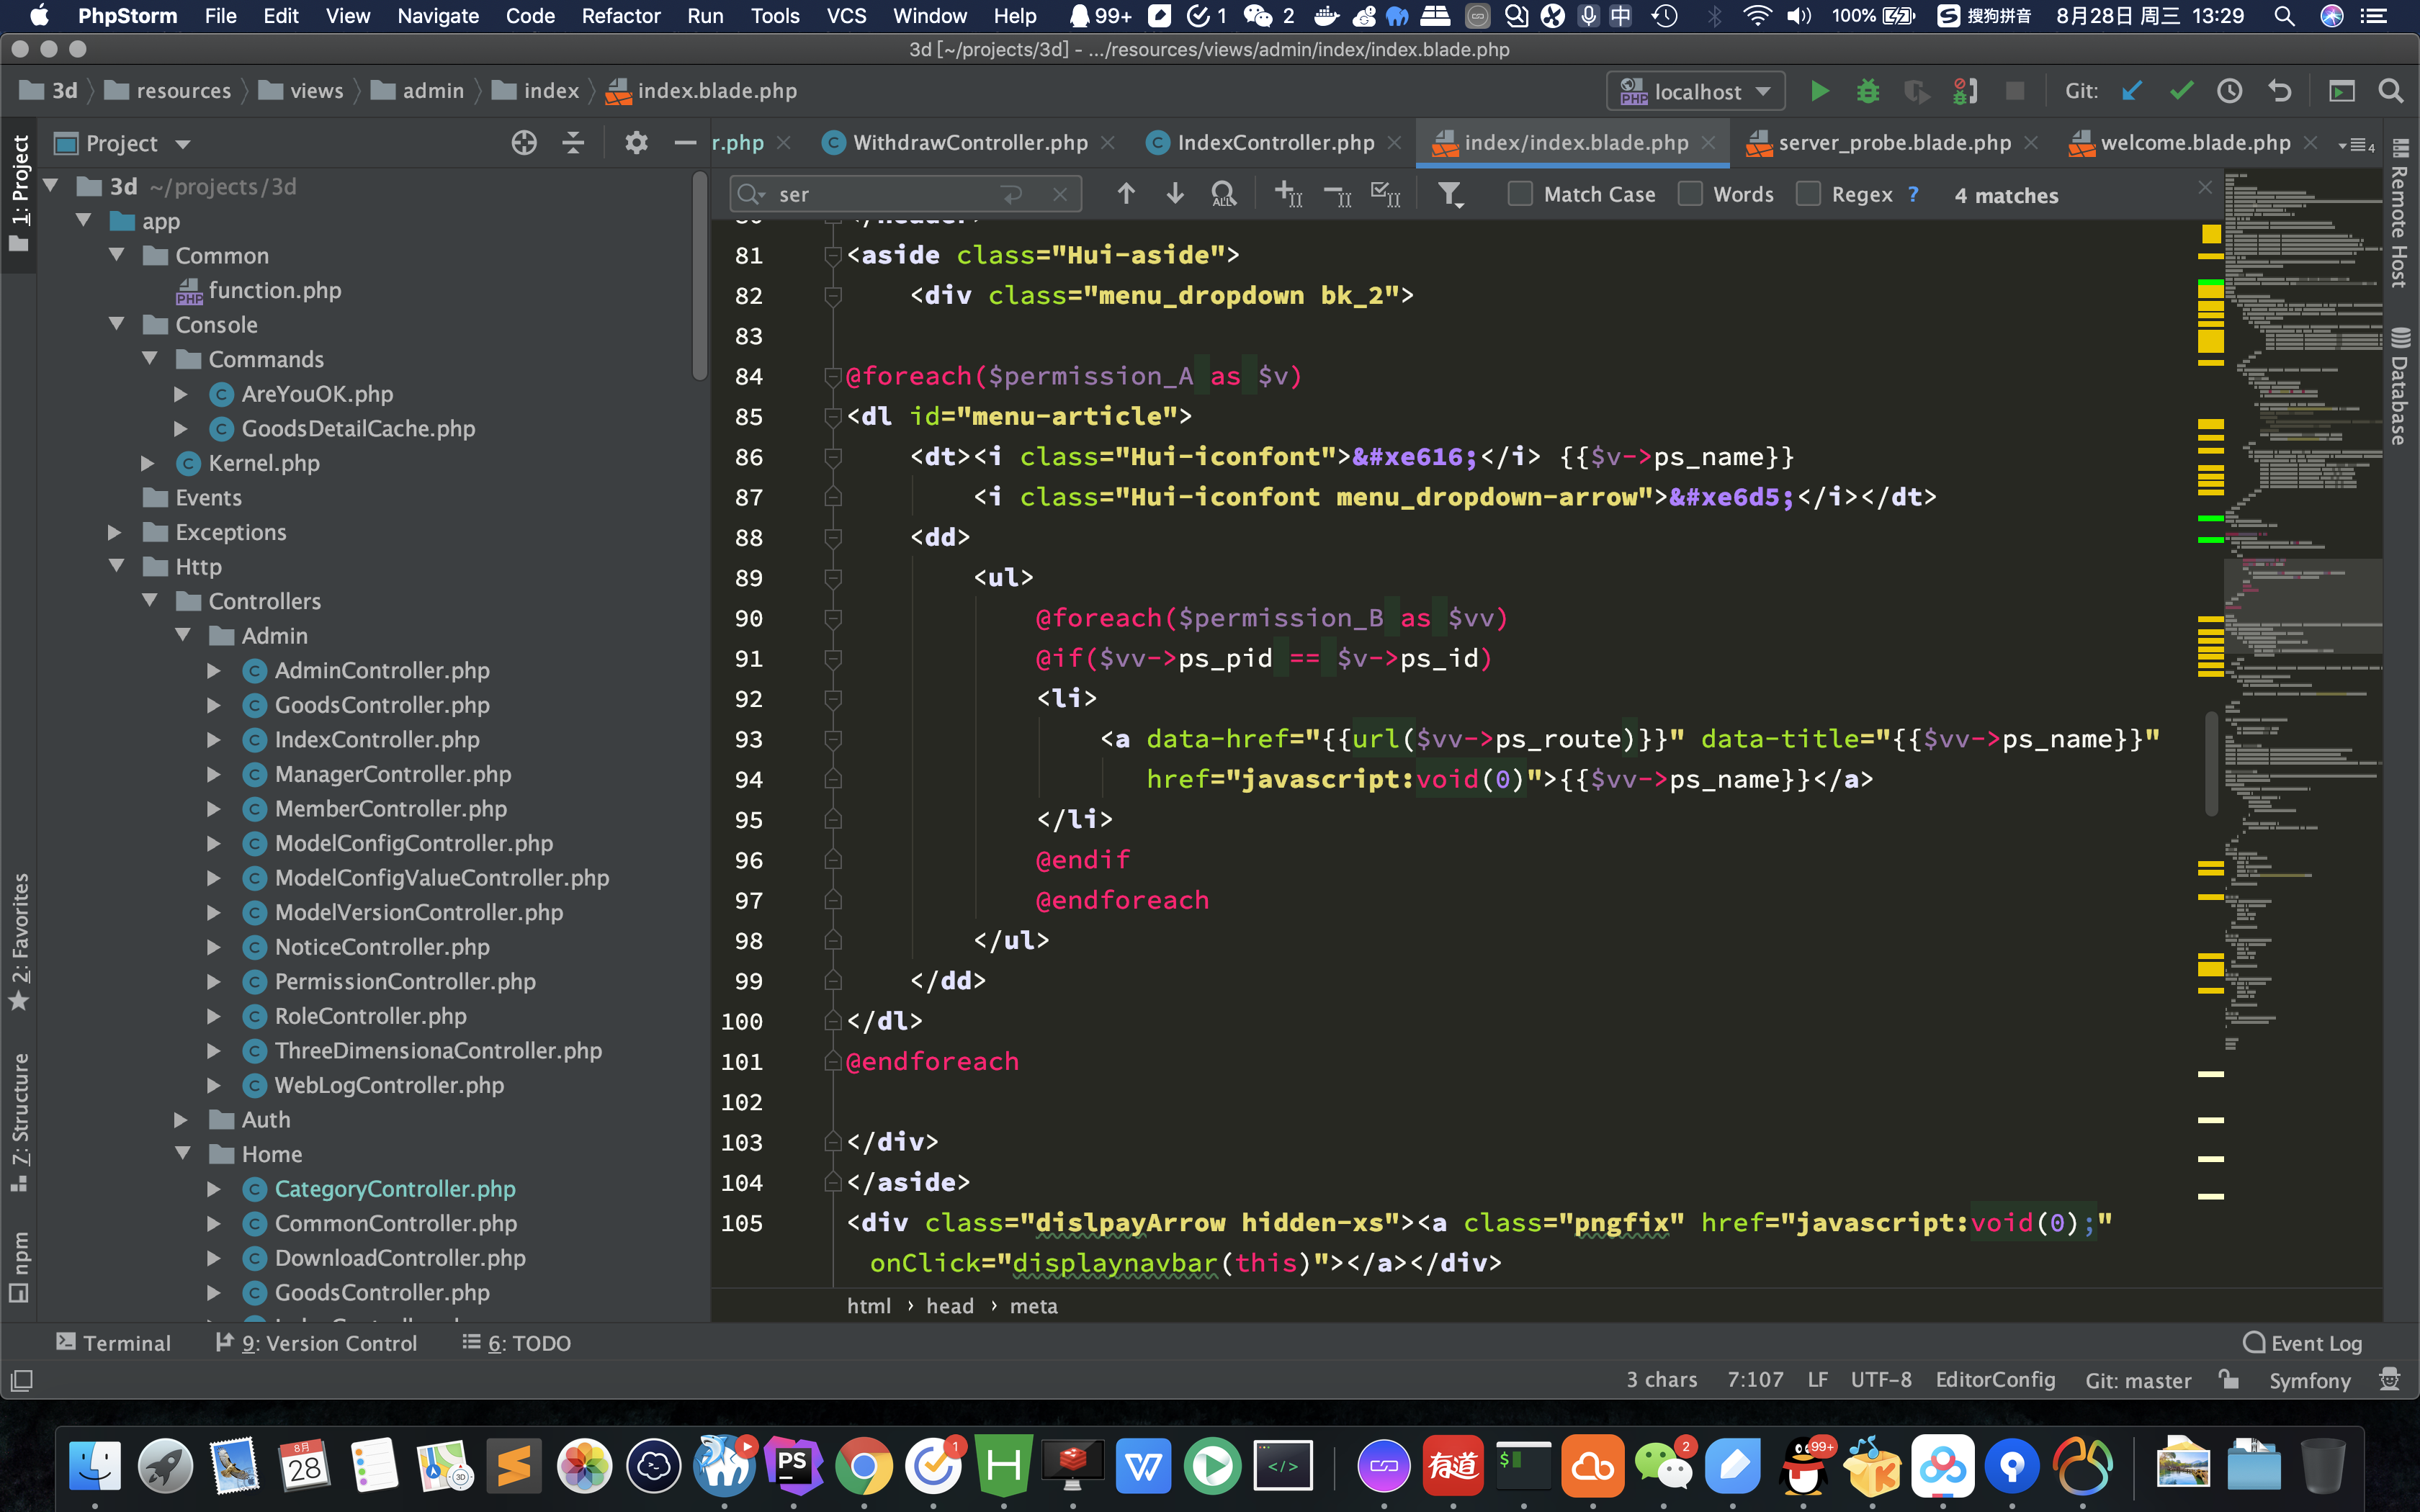 PhpStorm File Edit View Navigate Code Refactor Run Tools VCS Window Help 99+ 1 2 中 100% 搜狗拼音 8月28日 周三 13:29
3d [~/projects/3d] - .../resources/views/admin/index/index.blade.php
3d resources views admin index index.blade.php localhost Git:
1: Project
Project
r.php WithdrawController.php IndexController.php index/index.blade.php server_probe.blade.php welcome.blade.php 4
ser Match Case Words Regex ? 4 matches
3d ~/projects/3d
app
Common
function.php
Console
Commands
AreYouOK.php
GoodsDetailCache.php
Kernel.php
Events
Exceptions
Http
Controllers
Admin
AdminController.php
GoodsController.php
IndexController.php
ManagerController.php
MemberController.php
ModelConfigController.php
ModelConfigValueController.php
ModelVersionController.php
NoticeController.php
PermissionController.php
RoleController.php
ThreeDimensionaController.php
WebLogController.php
Auth
Home
CategoryController.php
CommonController.php
DownloadController.php
GoodsController.php
2: Favorites
7: Structure
npm
81 <aside class="Hui-aside">
82 <div class="menu_dropdown bk_2">
83
84 @foreach($permission_A as $v)
85 <dl id="menu-article">
86 <dt><i class="Hui-iconfont">&#xe616;</i> {{$v->ps_name}}
87 <i class="Hui-iconfont menu_dropdown-arrow">&#xe6d5;</i></dt>
88 <dd>
89 <ul>
90 @foreach($permission_B as $vv)
91 @if($vv->ps_pid == $v->ps_id)
92 <li>
93 <a data-href="{{url($vv->ps_route)}}" data-title="{{$vv->ps_name}}"
94 href="javascript:void(0)">{{$vv->ps_name}}</a>
95 </li>
96 @endif
97 @endforeach
98 </ul>
99 </dd>
100 </dl>
101 @endforeach
102
103 </div>
104 </aside>
105 <div class="dislpayArrow hidden-xs"><a class="pngfix" href="javascript:void(0);"
onClick="displaynavbar(this)"></a></div>
html › head › meta
Remote Host
Database
Terminal 9: Version Control 6: TODO Event Log
3 chars 7:107 LF UTF-8 EditorConfig Git: master Symfony
8月 28 3D PS 1 H W </> 有道 $ 2 99+ K